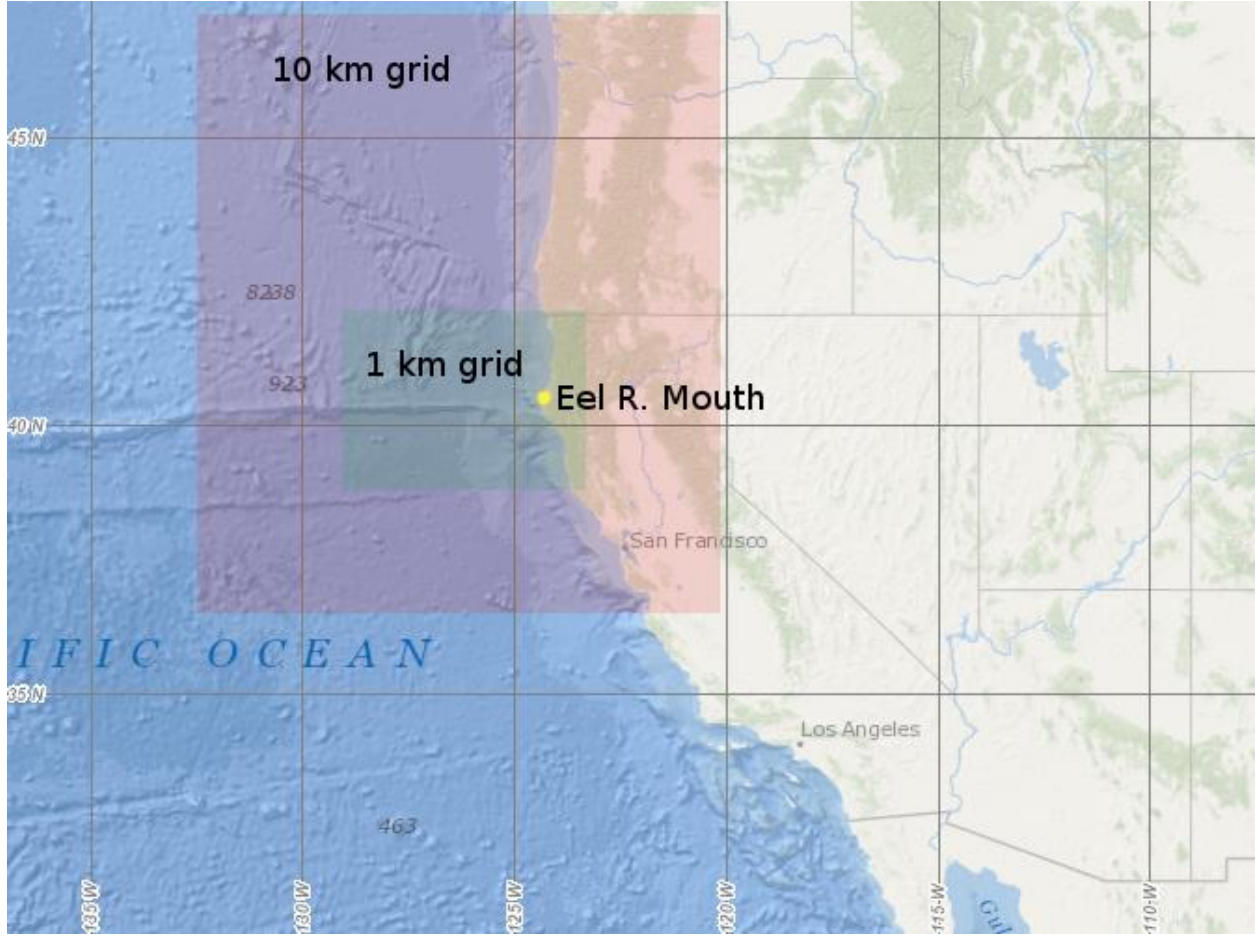 10 km grid
45 N
8238
1 km grid
923
Eel R. Mouth
40 N
San Francisco
IFIC OCEAN
35 N
Los Angeles
463
-135-W
-130-W
-125-W
-120-W
-115-W
-110-W
Gul